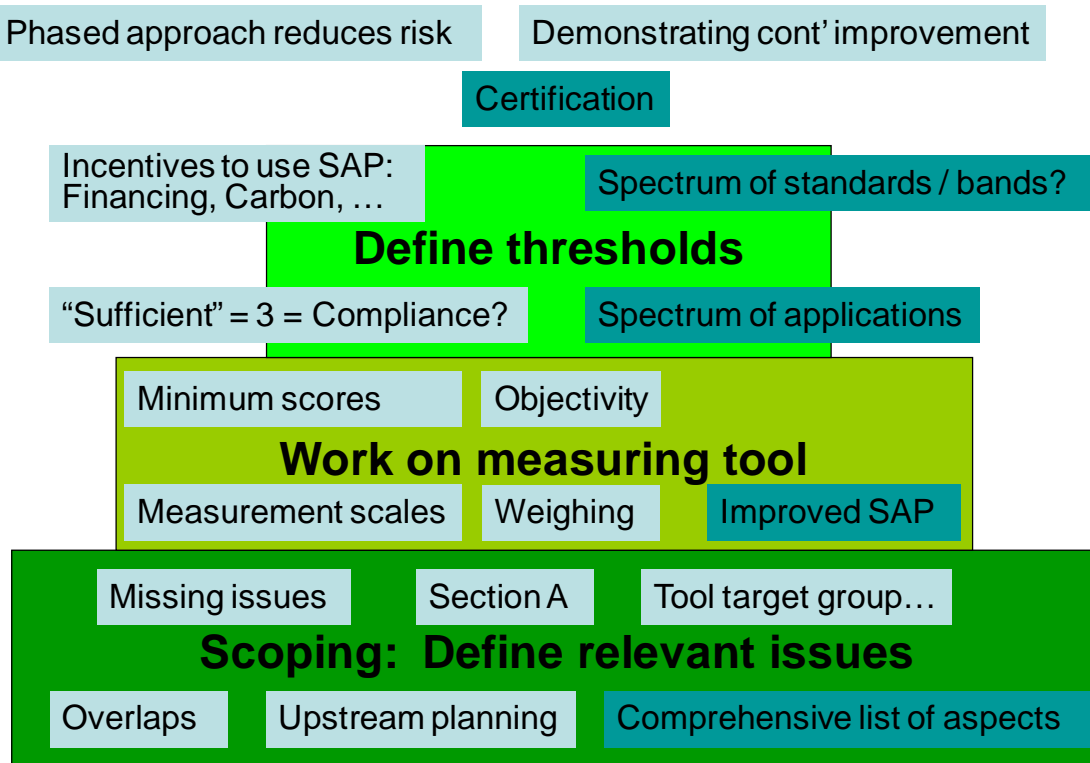 Phased approach reduces risk
Demonstrating cont’ improvement
Certification
Incentives to use SAP:
Financing, Carbon, …
Spectrum of standards / bands?
Define thresholds
“Sufficient” = 3 = Compliance?
Spectrum of applications
Minimum scores
Objectivity
Work on measuring tool
Measurement scales
Weighing
Improved SAP
Missing issues
Section A
Tool target group…
Scoping: Define relevant issues
Overlaps
Upstream planning
Comprehensive list of aspects